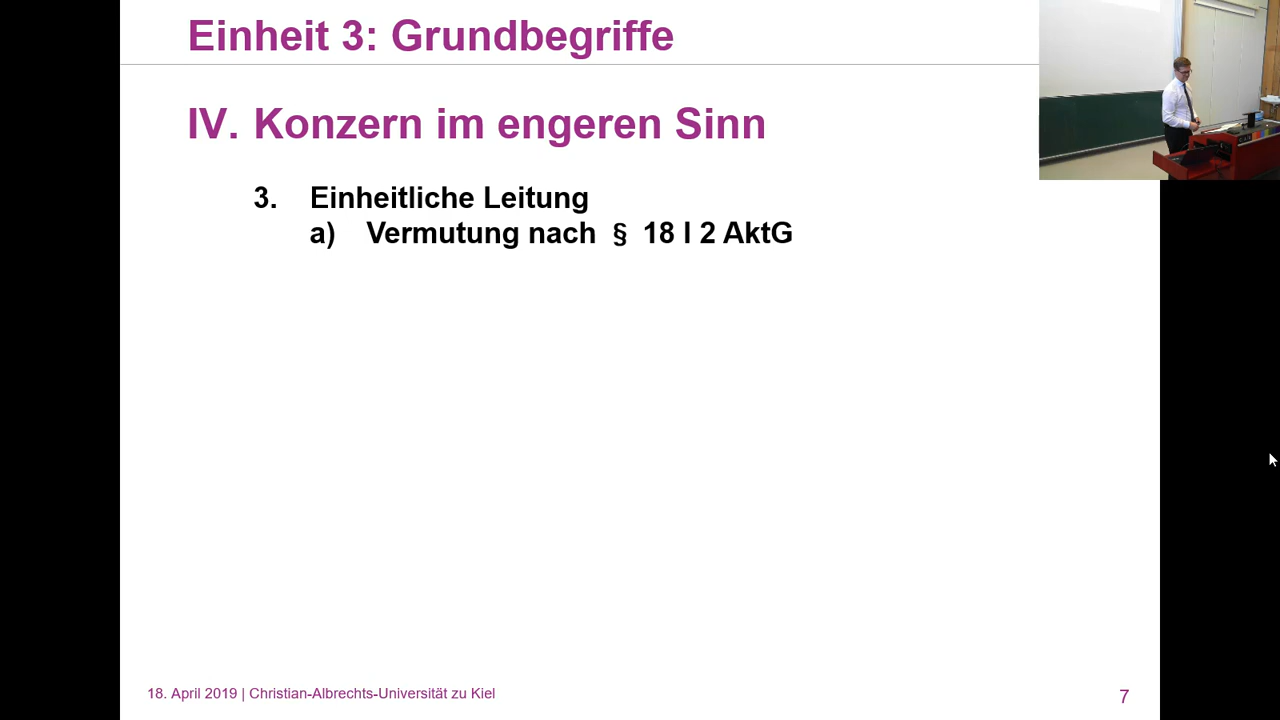 Einheit 3: Grundbegriffe
IV. Konzern im engeren Sinn
3. Einheitliche Leitung
a) Vermutung nach § 18 I 2 AktG
18. April 2019 | Christian-Albrechts-Universität zu Kiel
7